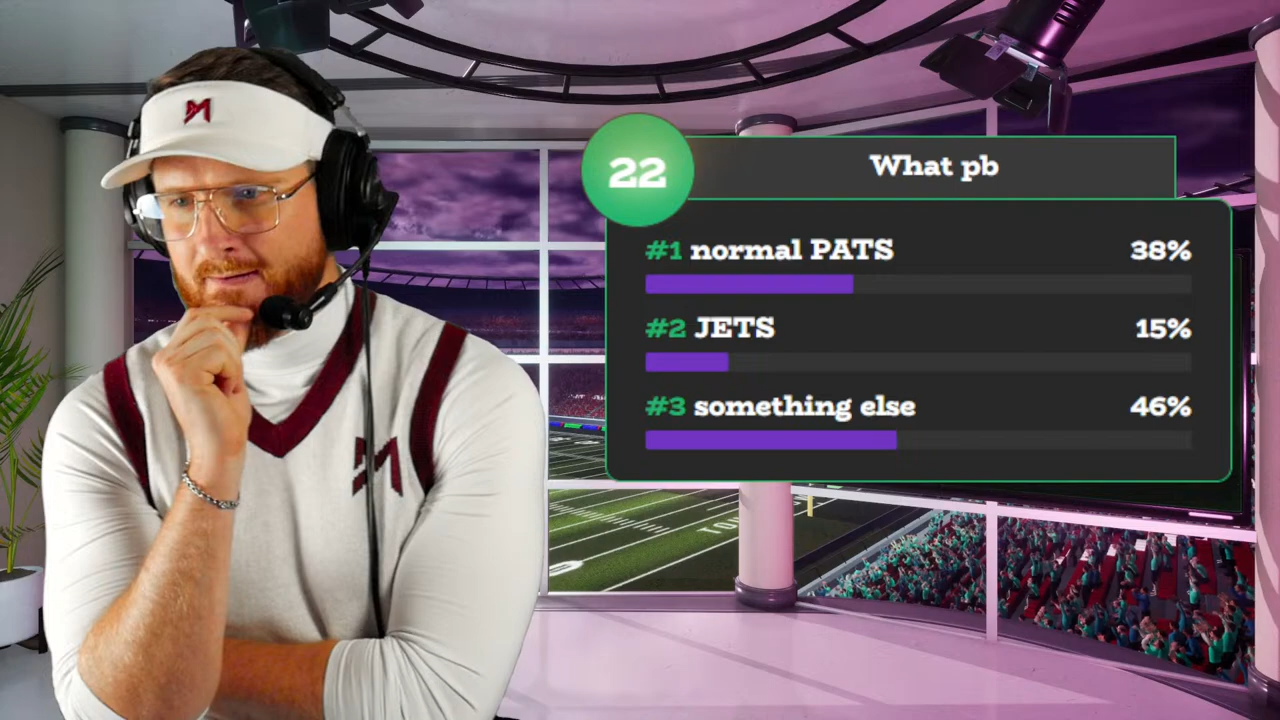 22
What pb
#1 normal PATS 38%
#2 JETS 15%
#3 something else 46%